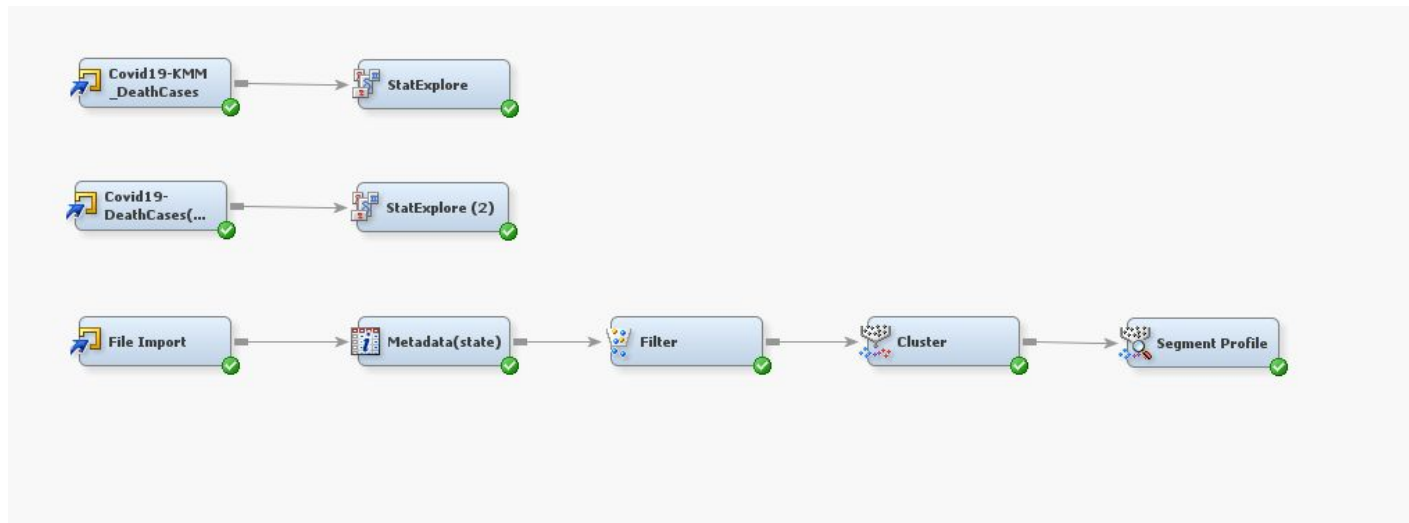 Covid19-KMM
_DeathCases
StatExplore
Covid19-
DeathCases(...
StatExplore (2)
File Import
Metadata(state)
Filter
Cluster
Segment Profile